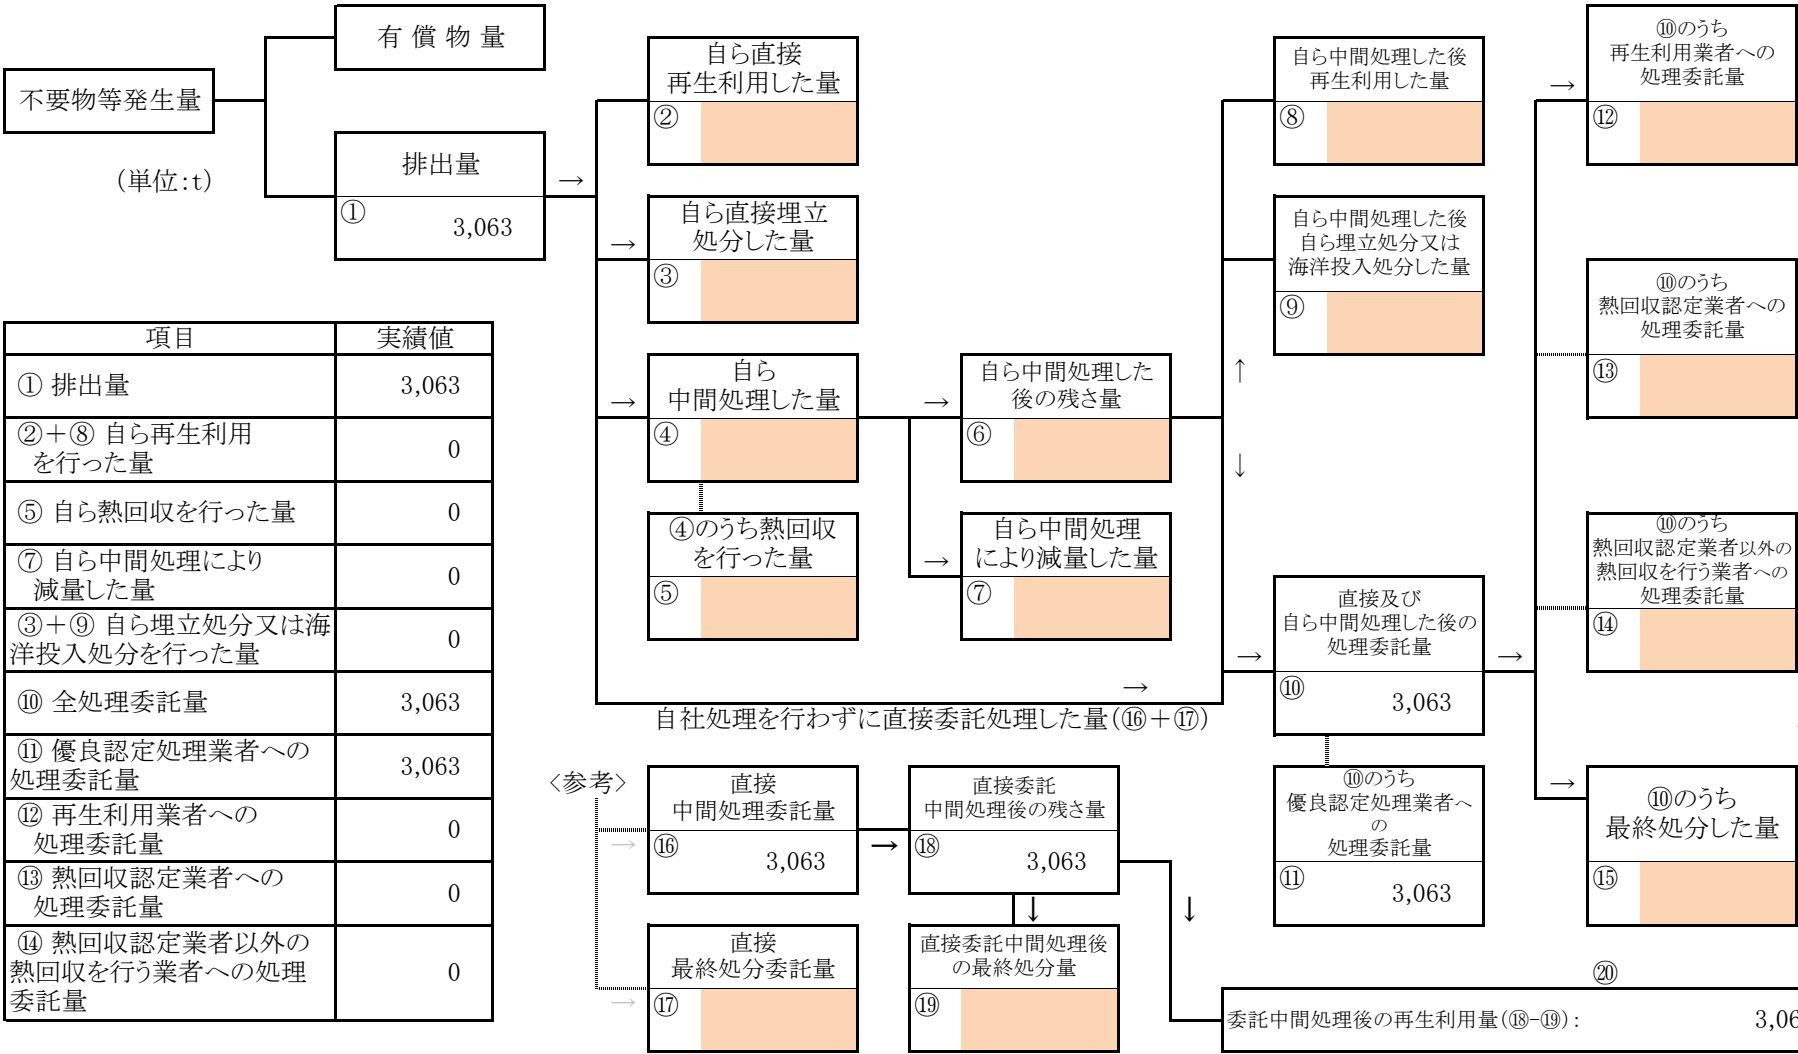 有 償 物 量
不要物等発生量
(単位:t)
排出量
①
3,063
→
自ら直接
再生利用した量
②
→
自ら直接埋立
処分した量
③
→
自ら
中間処理した量
④
④のうち熱回収
を行った量
⑤
→
自ら中間処理した
後の残さ量
⑥
→
自ら中間処理
により減量した量
⑦
自ら中間処理した後
再生利用した量
⑧
自ら中間処理した後
自ら埋立処分又は
海洋投入処分した量
⑨
↑
↓
→
自社処理を行わずに直接委託処理した量(⑯+⑰)
→
直接及び
自ら中間処理した後の
処理委託量
⑩
3,063
→
⑩のうち
優良認定処理業者へ
の
処理委託量
⑪
3,063
→
⑩のうち
再生利用業者への
処理委託量
⑫
⑩のうち
熱回収認定業者への
処理委託量
⑬
⑩のうち
熱回収認定業者以外の
熱回収を行う業者への
処理委託量
⑭
→
⑩のうち
最終処分した量
⑮
項目 実績値
① 排出量 3,063
②+⑧ 自ら再生利用
を行った量 0
⑤ 自ら熱回収を行った量 0
⑦ 自ら中間処理により
減量した量 0
③+⑨ 自ら埋立処分又は海
洋投入処分を行った量 0
⑩ 全処理委託量 3,063
⑪ 優良認定処理業者への
処理委託量 3,063
⑫ 再生利用業者への
処理委託量 0
⑬ 熱回収認定業者への
処理委託量 0
⑭ 熱回収認定業者以外の
熱回収を行う業者への処理
委託量 0
<参考>
→
直接
中間処理委託量
⑯
3,063
→
直接委託
中間処理後の残さ量
⑱
3,063
↓
↓
→
直接
最終処分委託量
⑰
直接委託中間処理後
の最終処分量
⑲
⑳
委託中間処理後の再生利用量(⑱-⑲): 3,06